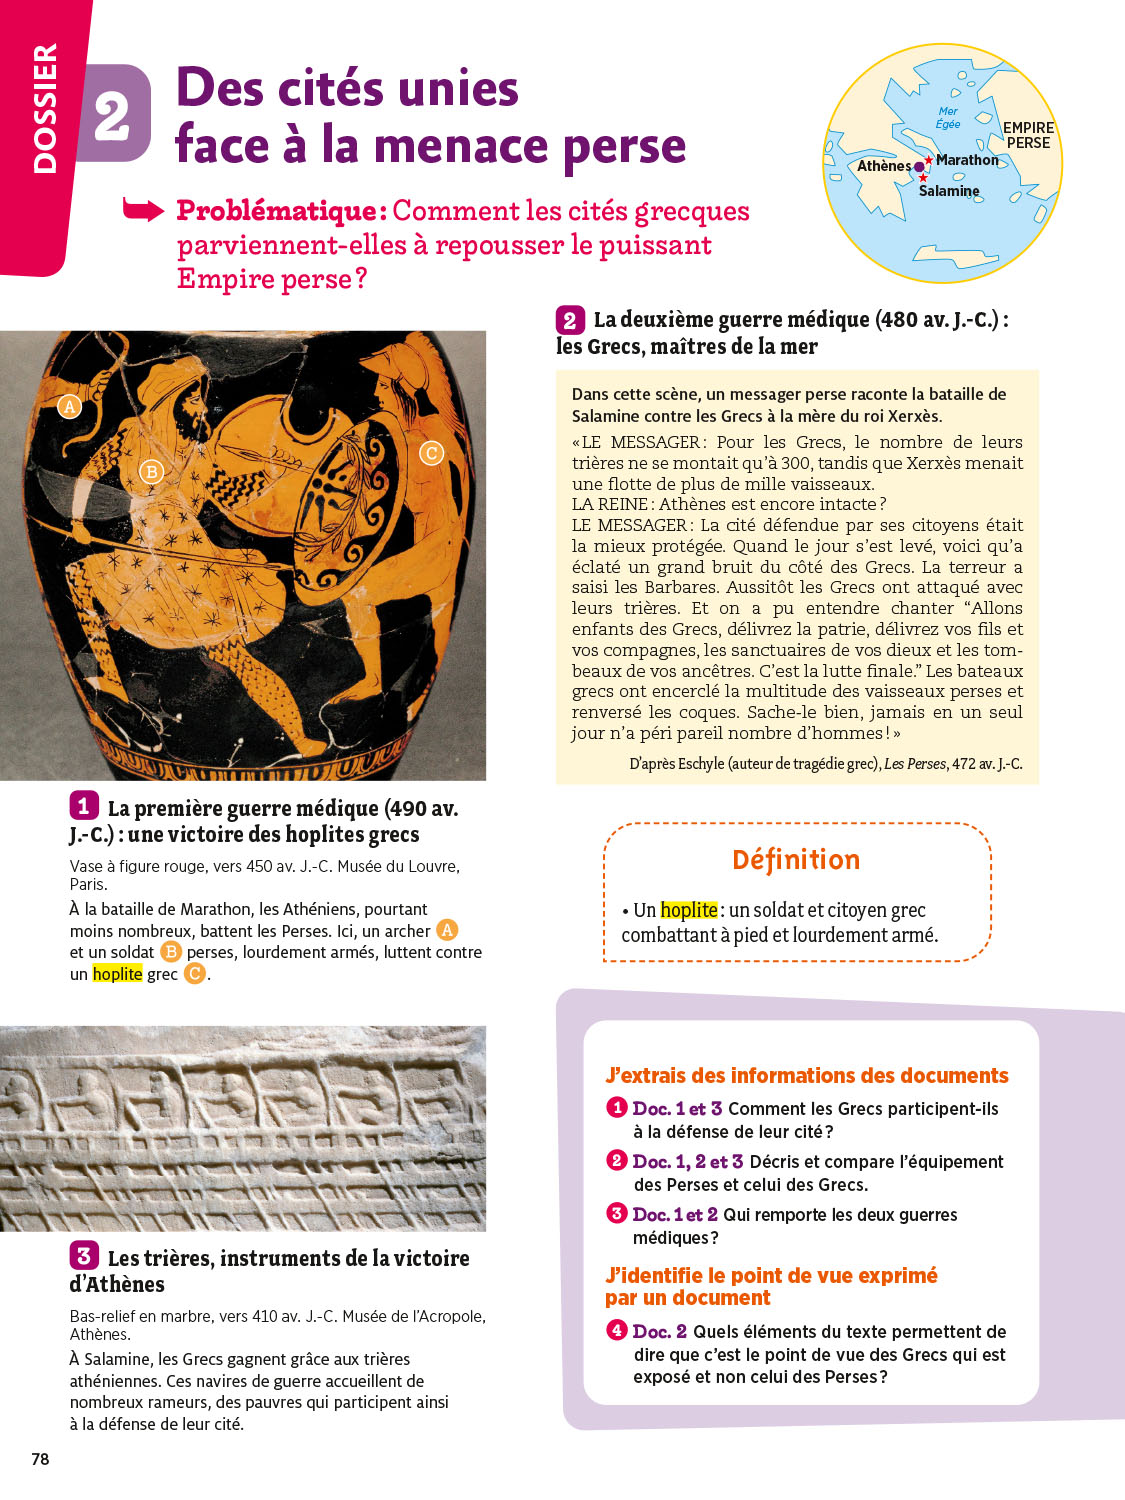 DOSSIER
2
Des cités unies
face à la menace perse
Problématique : Comment les cités grecques
parviennent-elles à repousser le puissant
Empire perse ?
Mer
Égée
EMPIRE
PERSE
Athènes
Marathon
Salamine
A
B
C
1 La première guerre médique (490 av.
J.-C.) : une victoire des hoplites grecs
Vase à figure rouge, vers 450 av. J.-C. Musée du Louvre,
Paris.
À la bataille de Marathon, les Athéniens, pourtant
moins nombreux, battent les Perses. Ici, un archer A
et un soldat B perses, lourdement armés, luttent contre
un hoplite grec C.
3 Les trières, instruments de la victoire
d'Athènes
Bas-relief en marbre, vers 410 av. J.-C. Musée de l'Acropole,
Athènes.
À Salamine, les Grecs gagnent grâce aux trières
athéniennes. Ces navires de guerre accueillent de
nombreux rameurs, des pauvres qui participent ainsi
à la défense de leur cité.
2 La deuxième guerre médique (480 av. J.-C.) :
les Grecs, maîtres de la mer
Dans cette scène, un messager perse raconte la bataille de
Salamine contre les Grecs à la mère du roi Xerxès.
« LE MESSAGER : Pour les Grecs, le nombre de leurs
trières ne se montait qu'à 300, tandis que Xerxès menait
une flotte de plus de mille vaisseaux.
LA REINE : Athènes est encore intacte ?
LE MESSAGER : La cité défendue par ses citoyens était
la mieux protégée. Quand le jour s'est levé, voici qu'a
éclaté un grand bruit du côté des Grecs. La terreur a
saisi les Barbares. Aussitôt les Grecs ont attaqué avec
leurs trières. Et on a pu entendre chanter “Allons
enfants des Grecs, délivrez la patrie, délivrez vos fils et
vos compagnes, les sanctuaires de vos dieux et les tom-
beaux de vos ancêtres. C'est la lutte finale.” Les bateaux
grecs ont encerclé la multitude des vaisseaux perses et
renversé les coques. Sache-le bien, jamais en un seul
jour n'a péri pareil nombre d'hommes ! »
D'après Eschyle (auteur de tragédie grec), Les Perses, 472 av. J.-C.
Définition
• Un hoplite : un soldat et citoyen grec
combattant à pied et lourdement armé.
J'extrais des informations des documents
1 Doc. 1 et 3 Comment les Grecs participent-ils
à la défense de leur cité ?
2 Doc. 1, 2 et 3 Décris et compare l'équipement
des Perses et celui des Grecs.
3 Doc. 1 et 2 Qui remporte les deux guerres
médiques ?
J'identifie le point de vue exprimé
par un document
4 Doc. 2 Quels éléments du texte permettent de
dire que c'est le point de vue des Grecs qui est
exposé et non celui des Perses ?
78